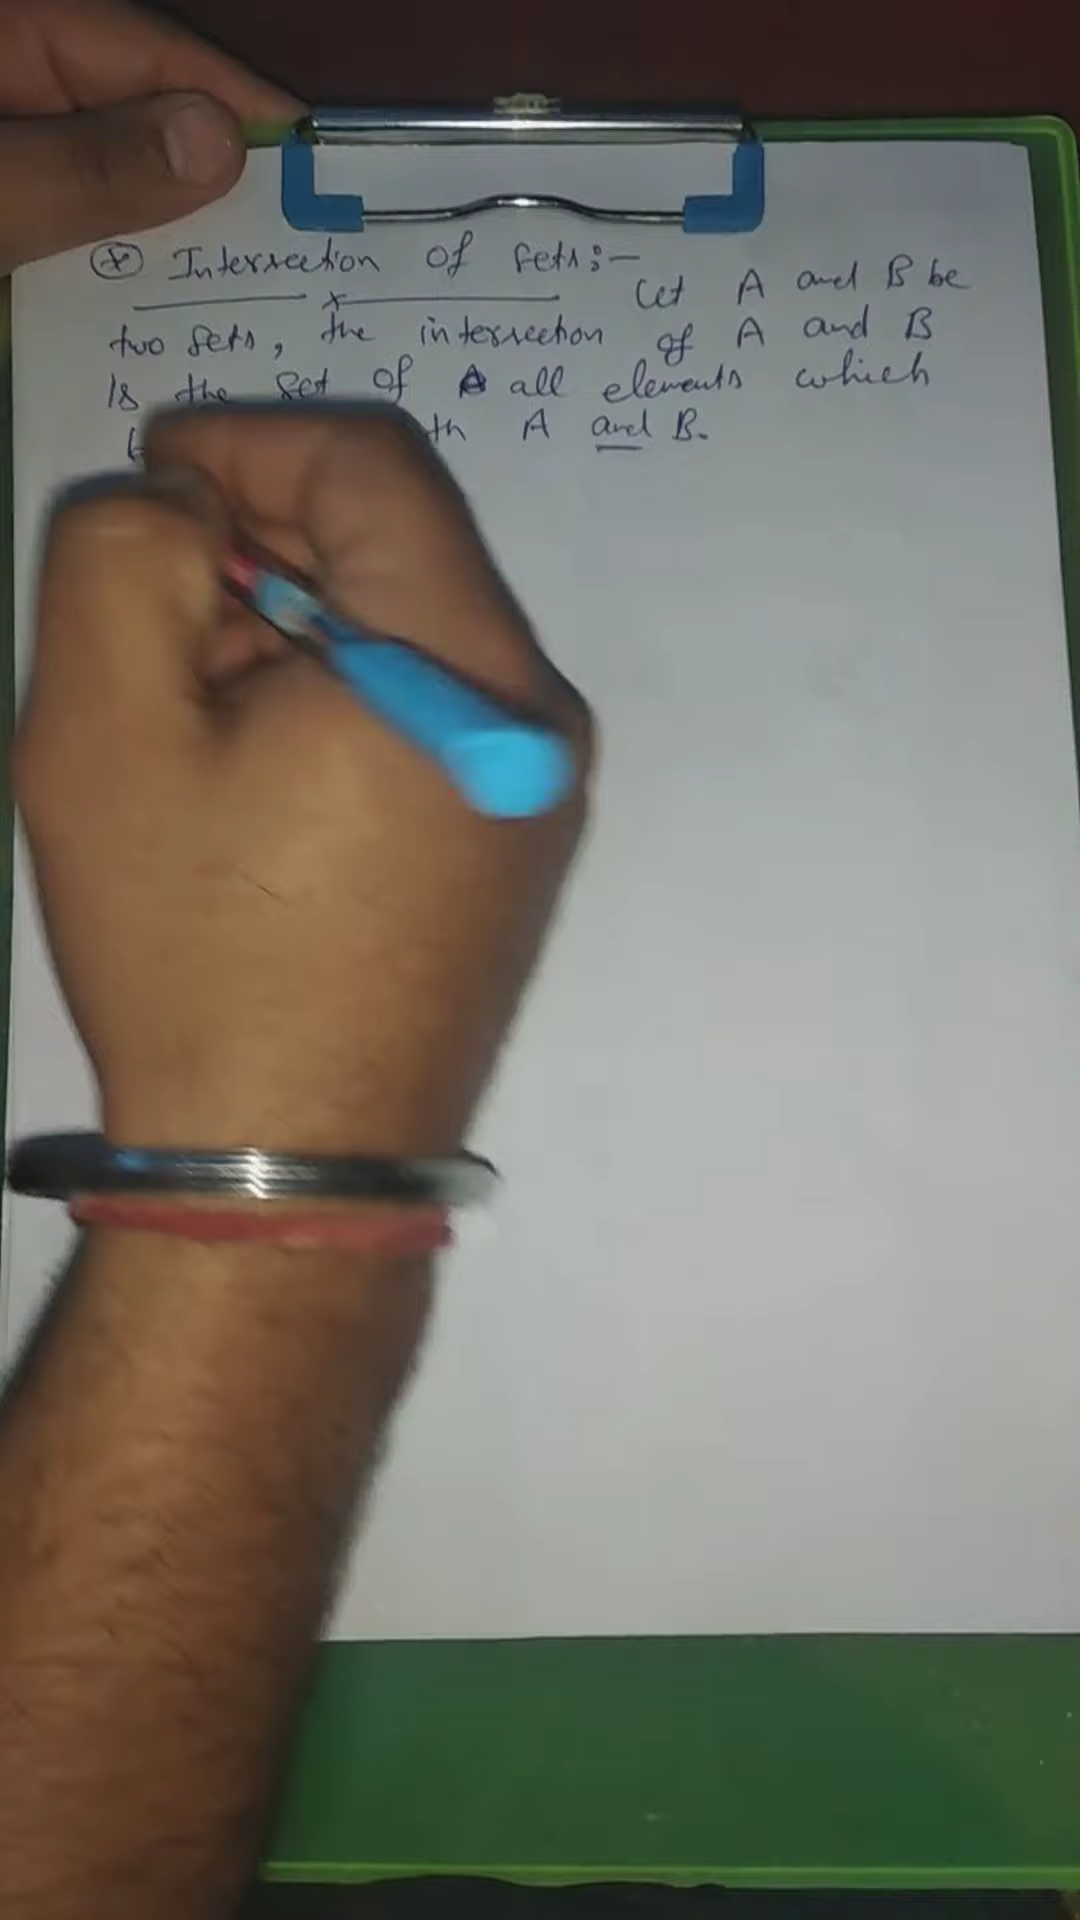 Intersection of sets:-
Let A and B be
two sets, the intersection of A and B
is the set of all elements which
A and B.